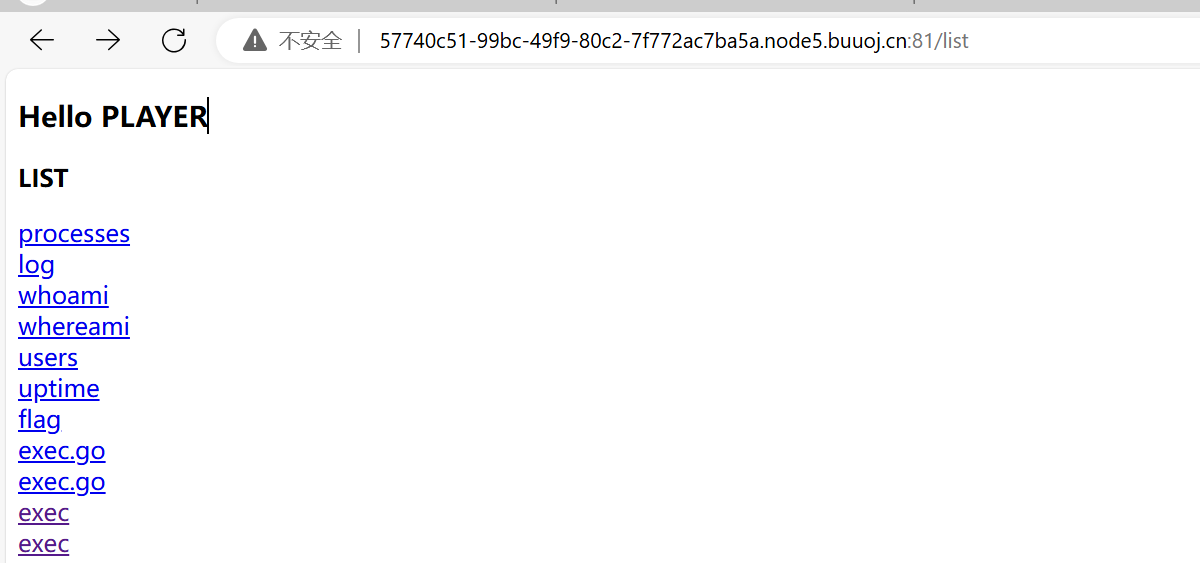 不安全 57740c51-99bc-49f9-80c2-7f772ac7ba5a.node5.buuoj.cn:81/list
Hello PLAYER
LIST
processes
log
whoami
whereami
users
uptime
flag
exec.go
exec.go
exec
exec